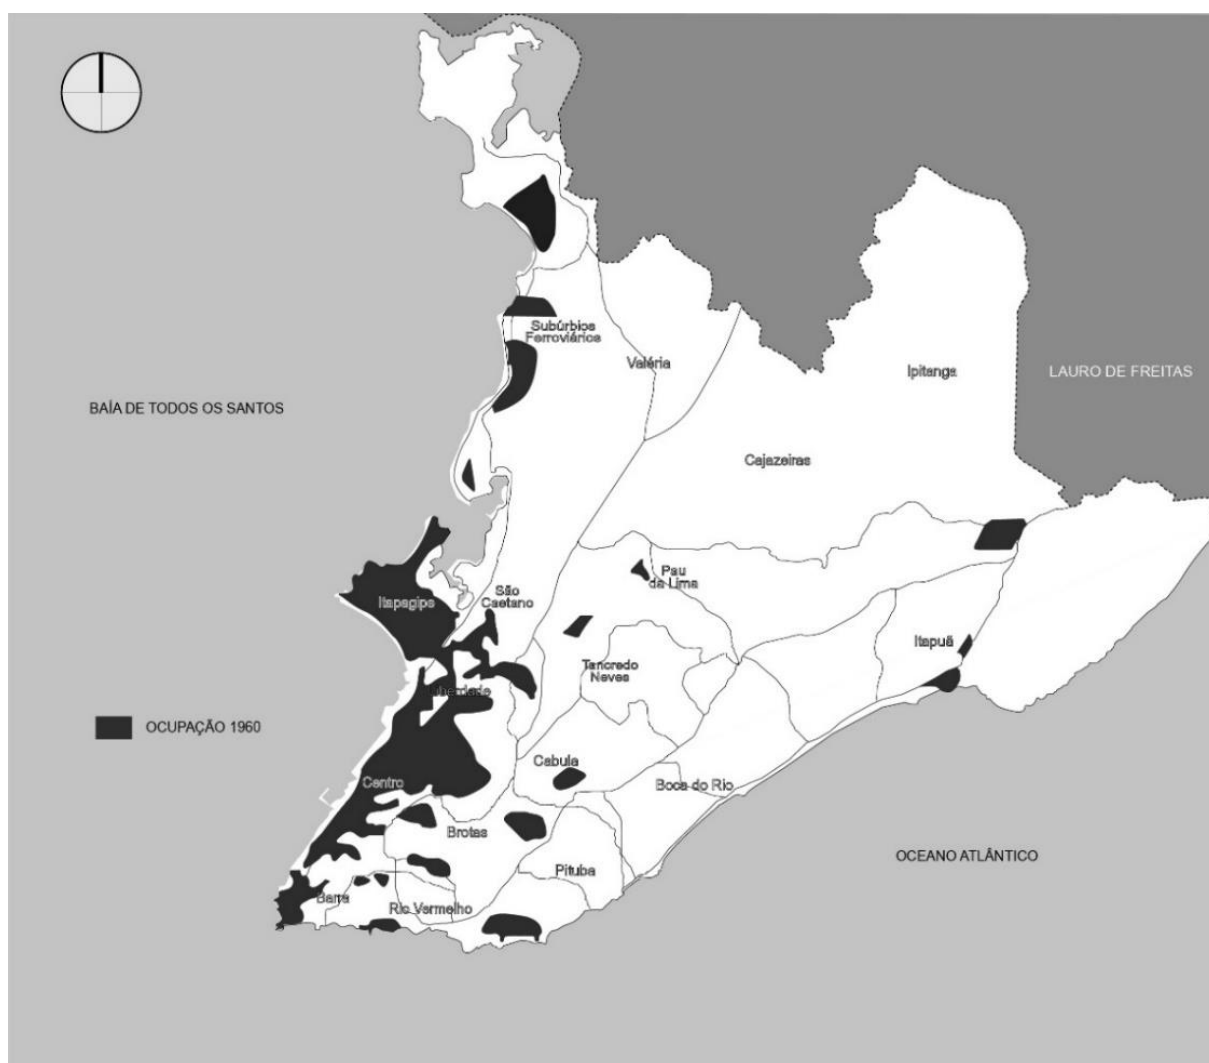 Subúrbios
Ferroviários
Valéria
Ipitanga
LAURO DE FREITAS
BAÍA DE TODOS OS SANTOS
Cajazeiras
Pau
da Lima
São
Caetano
Itapagipe
Itapuã
Tancredo
Neves
Liberdade
OCUPAÇÃO 1960
Cabula
Centro
Boca do Rio
Brotas
OCEANO ATLÂNTICO
Pituba
Barra
Rio Vermelho